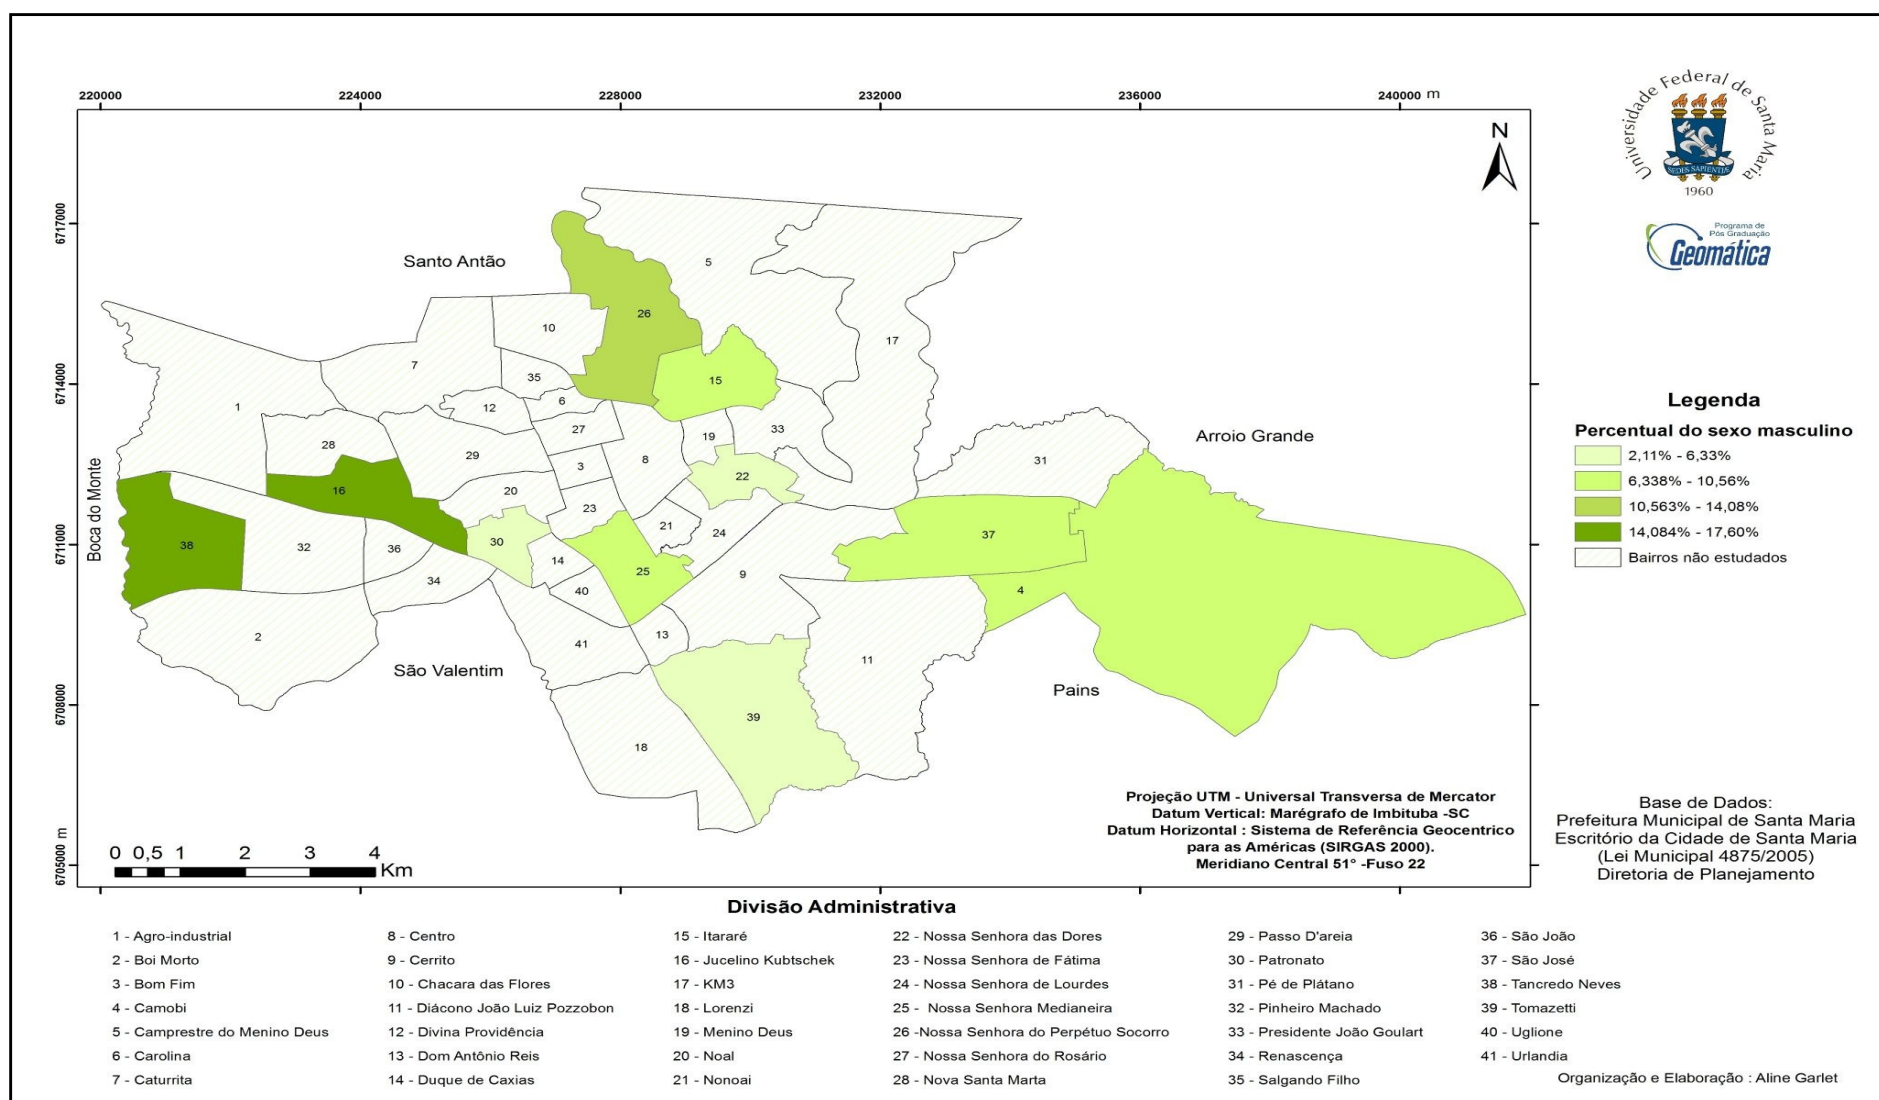 220000
224000
228000
232000
236000
240000 m
N
Universidade Federal de Santa Maria
SEDES SAPIENTIÆ
1960
Programa de
Pós Graduação
Geomática
6717000
6714000
6711000
6708000
6705000 m
Santo Antão
Arroio Grande
Boca do Monte
São Valentim
Pains
5
26
10
17
7
35
15
1
12
6
28
27
19
33
29
3
8
31
16
20
22
23
21
24
38
32
36
30
14
37
34
25
9
40
4
2
41
13
11
39
18
Legenda
Percentual do sexo masculino
2,11% - 6,33%
6,338% - 10,56%
10,563% - 14,08%
14,084% - 17,60%
Bairros não estudados
Projeção UTM - Universal Transversa de Mercator
Datum Vertical: Marégrafo de Imbituba -SC
Datum Horizontal : Sistema de Referência Geocentrico
para as Américas (SIRGAS 2000).
Meridiano Central 51° -Fuso 22
Base de Dados:
Prefeitura Municipal de Santa Maria
Escritório da Cidade de Santa Maria
(Lei Municipal 4875/2005)
Diretoria de Planejamento
0 0,5 1 2 3 4
Km
Divisão Administrativa
1 - Agro-industrial
2 - Boi Morto
3 - Bom Fim
4 - Camobi
5 - Camprestre do Menino Deus
6 - Carolina
7 - Caturrita
8 - Centro
9 - Cerrito
10 - Chacara das Flores
11 - Diácono João Luiz Pozzobon
12 - Divina Providência
13 - Dom Antônio Reis
14 - Duque de Caxias
15 - Itararé
16 - Jucelino Kubtschek
17 - KM3
18 - Lorenzi
19 - Menino Deus
20 - Noal
21 - Nonoai
22 - Nossa Senhora das Dores
23 - Nossa Senhora de Fátima
24 - Nossa Senhora de Lourdes
25 - Nossa Senhora Medianeira
26 -Nossa Senhora do Perpétuo Socorro
27 - Nossa Senhora do Rosário
28 - Nova Santa Marta
29 - Passo D'areia
30 - Patronato
31 - Pé de Plátano
32 - Pinheiro Machado
33 - Presidente João Goulart
34 - Renascença
35 - Salgando Filho
36 - São João
37 - São José
38 - Tancredo Neves
39 - Tomazetti
40 - Uglione
41 - Urlandia
Organização e Elaboração : Aline Garlet